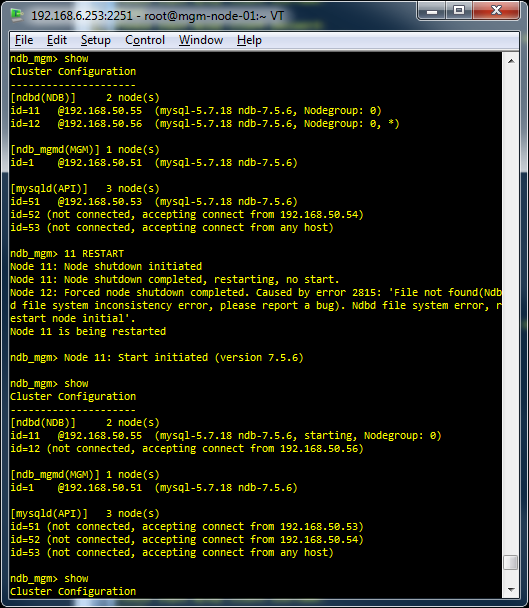 192.168.6.253:2251 - root@mgm-node-01:~ VT
File Edit Setup Control Window Help
ndb_mgm> show
Cluster Configuration
---------------------
[ndbd(NDB)]     2 node(s)
id=11   @192.168.50.55  (mysql-5.7.18 ndb-7.5.6, Nodegroup: 0)
id=12   @192.168.50.56  (mysql-5.7.18 ndb-7.5.6, Nodegroup: 0, *)
[ndb_mgmd(MGM)] 1 node(s)
id=1    @192.168.50.51  (mysql-5.7.18 ndb-7.5.6)
[mysqld(API)]   3 node(s)
id=51   @192.168.50.53  (mysql-5.7.18 ndb-7.5.6)
id=52 (not connected, accepting connect from 192.168.50.54)
id=53 (not connected, accepting connect from any host)
ndb_mgm> 11 RESTART
Node 11: Node shutdown initiated
Node 11: Node shutdown completed, restarting, no start.
Node 12: Forced node shutdown completed. Caused by error 2815: 'File not found(Ndb
d file system inconsistency error, please report a bug). Ndbd file system error, r
estart node initial'.
Node 11 is being restarted
ndb_mgm> Node 11: Start initiated (version 7.5.6)
ndb_mgm> show
Cluster Configuration
---------------------
[ndbd(NDB)]     2 node(s)
id=11   @192.168.50.55  (mysql-5.7.18 ndb-7.5.6, starting, Nodegroup: 0)
id=12 (not connected, accepting connect from 192.168.50.56)
[ndb_mgmd(MGM)] 1 node(s)
id=1    @192.168.50.51  (mysql-5.7.18 ndb-7.5.6)
[mysqld(API)]   3 node(s)
id=51 (not connected, accepting connect from 192.168.50.53)
id=52 (not connected, accepting connect from 192.168.50.54)
id=53 (not connected, accepting connect from any host)
ndb_mgm> show
Cluster Configuration